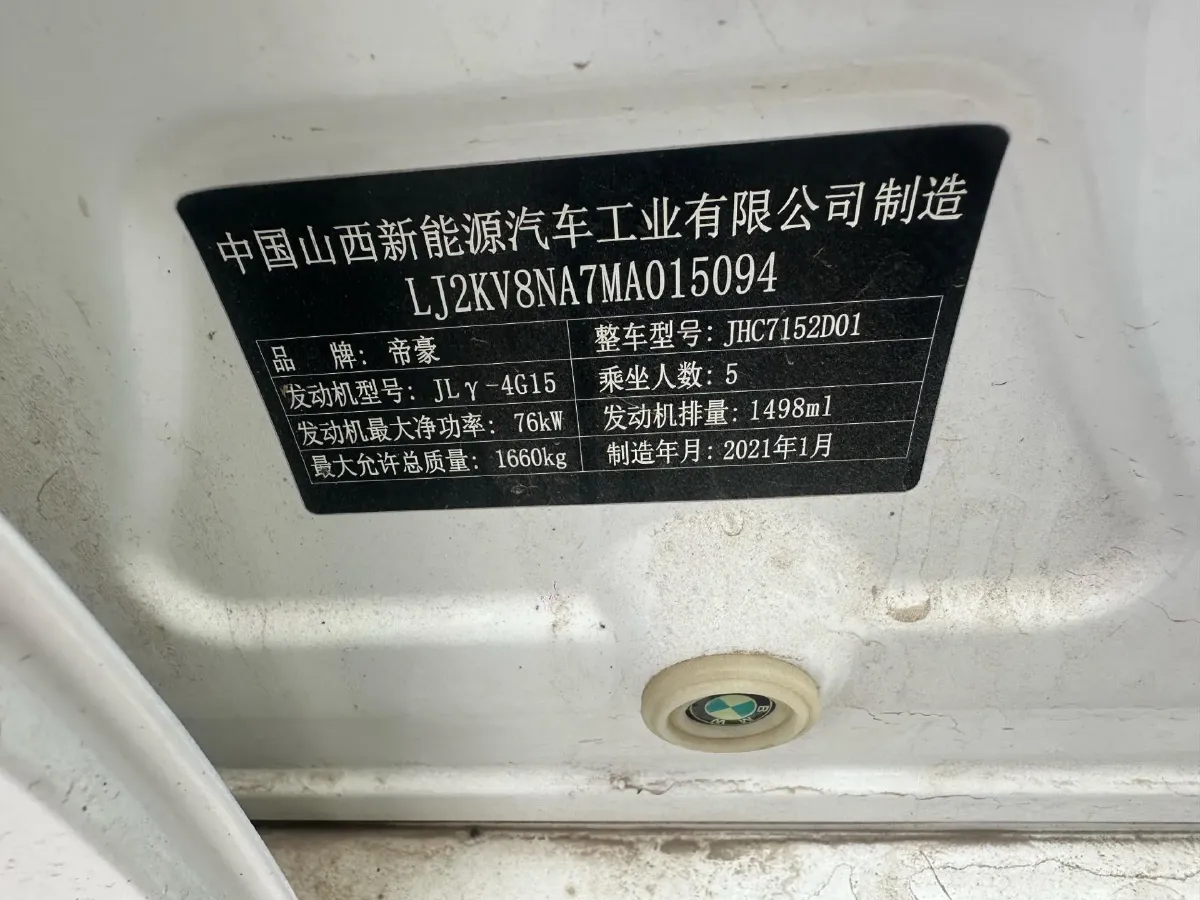 中国山西新能源汽车工业有限公司制造
LJ2KV8NA7MA015094
品 牌: 帝豪
整车型号: JHC7152D01
发动机型号: JLγ-4G15
乘坐人数: 5
发动机最大净功率: 76kW
发动机排量: 1498ml
最大允许总质量: 1660kg
制造年月: 2021年1月
BMW